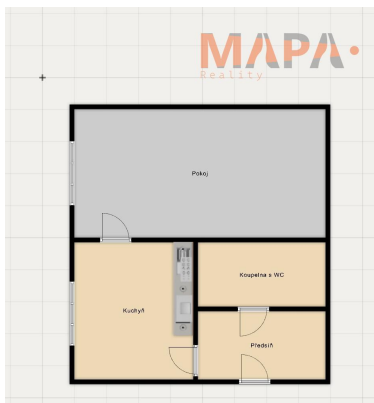 MAPA
Reality
Pokoj
Koupelna s WC
Kuchyň
Předsíň